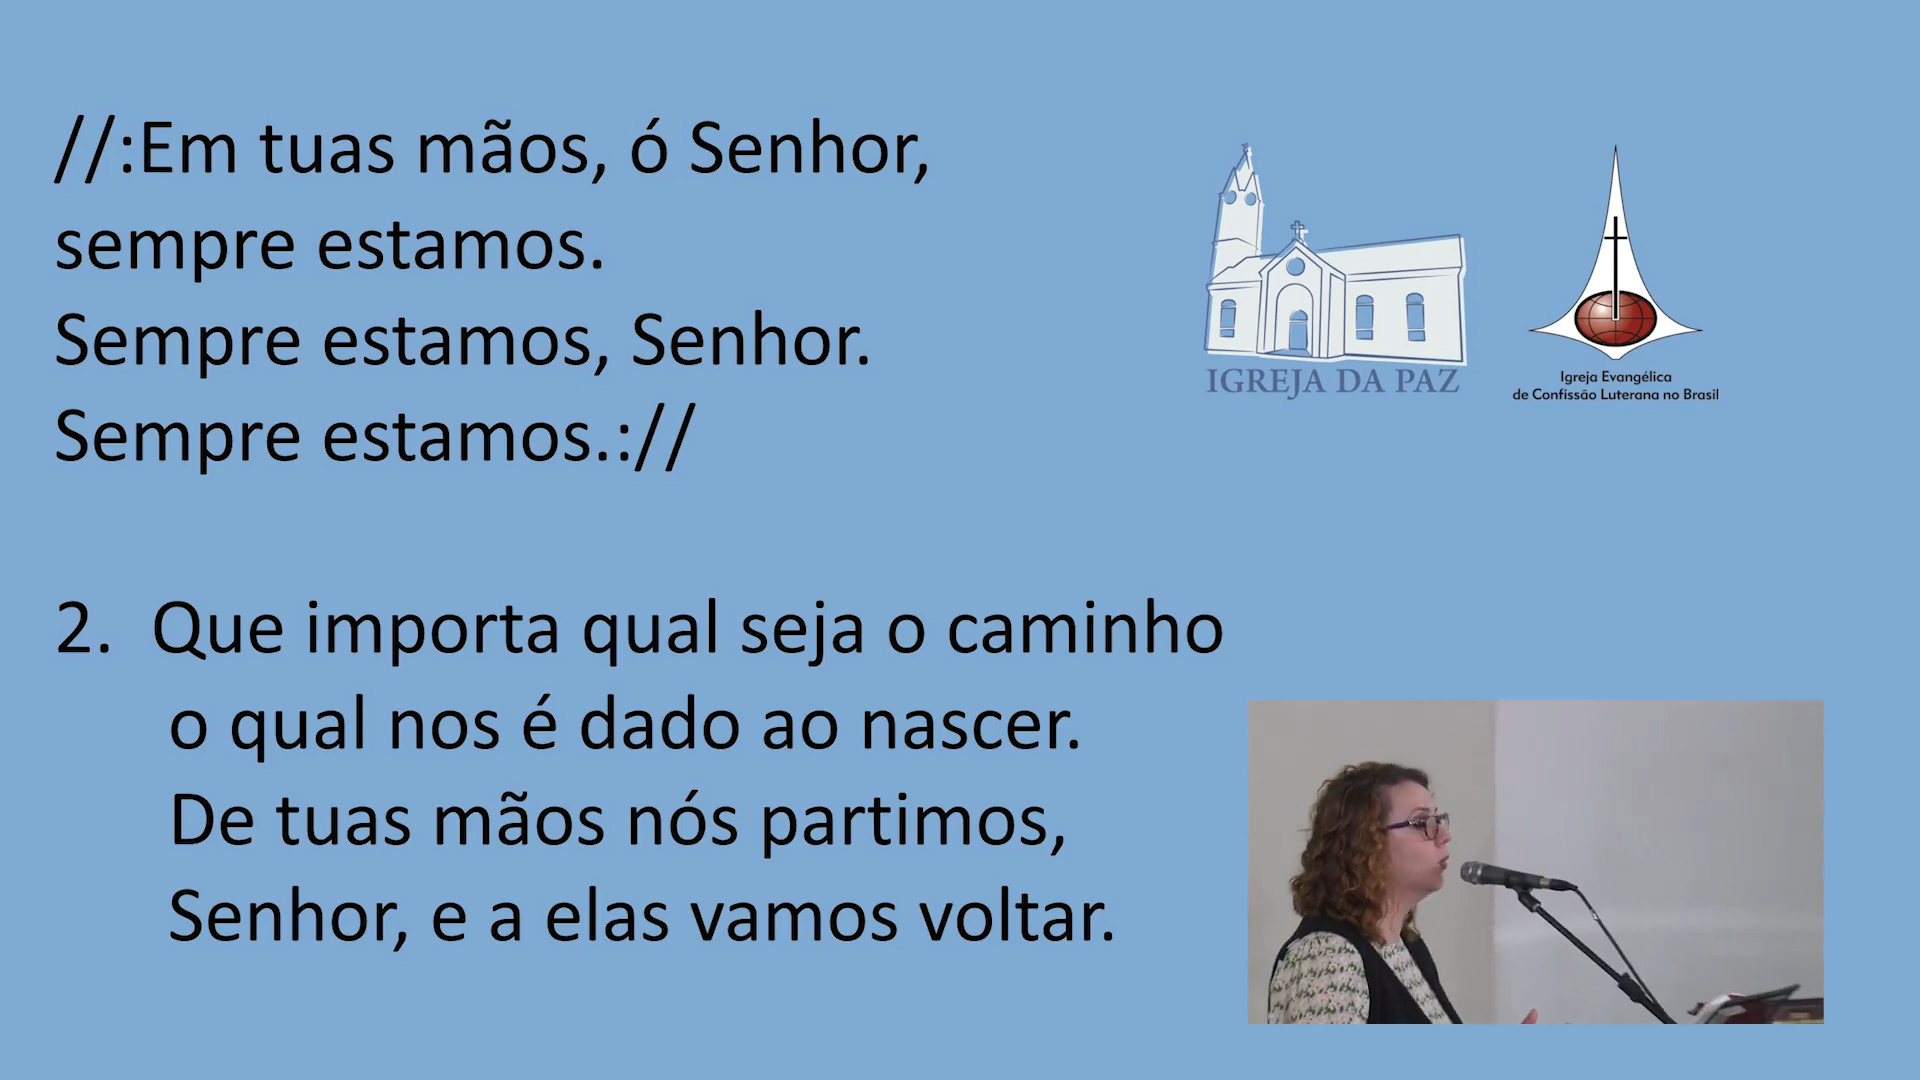 //:Em tuas mãos, ó Senhor,
sempre estamos.
Sempre estamos, Senhor.
Sempre estamos.://
2. Que importa qual seja o caminho
o qual nos é dado ao nascer.
De tuas mãos nós partimos,
Senhor, e a elas vamos voltar.
IGREJA DA PAZ
Igreja Evangélica
de Confissão Luterana no Brasil